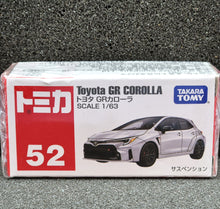 トミカ
52
Toyota GR COROLLA
トヨタ GRカローラ
SCALE 1/63
TAKARA
TOMY
サスペンション